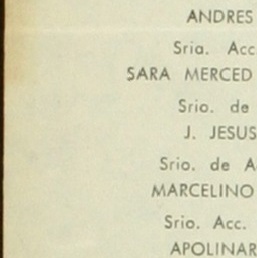 ANDRES
Sria. Acc
SARA MERCED
Srio. de
J. JESUS
Srio. de A
MARCELINO
Srio. Acc.
APOLINAR